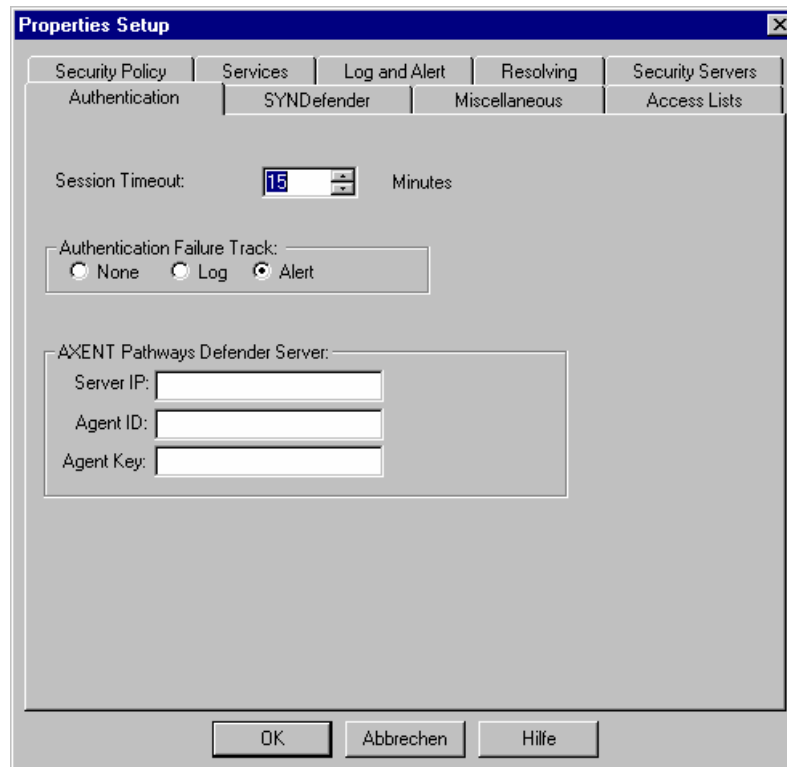 Properties Setup
Security Policy Services Log and Alert Resolving Security Servers
Authentication SYNDefender Miscellaneous Access Lists
Session Timeout: 15 Minutes
Authentication Failure Track:
None Log Alert
AXENT Pathways Defender Server:
Server IP:
Agent ID:
Agent Key:
OK Abbrechen Hilfe